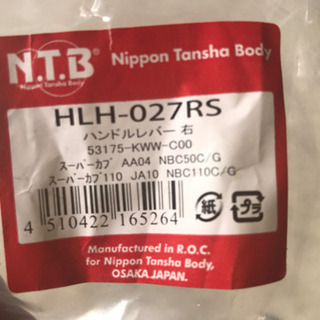 N.T.B
Nippon Tansha Body
Nippon Tansha Body
HLH-027RS
ハンドルレバー 右
53175-KWW-C00
スーパーカブ AA04 NBC50C/G
スーパーカブ110 JA10 NBC110C/G
4 510422 165264
紙 プラ
Manufactured in R.O.C.
for Nippon Tansha Body,
OSAKA JAPAN.